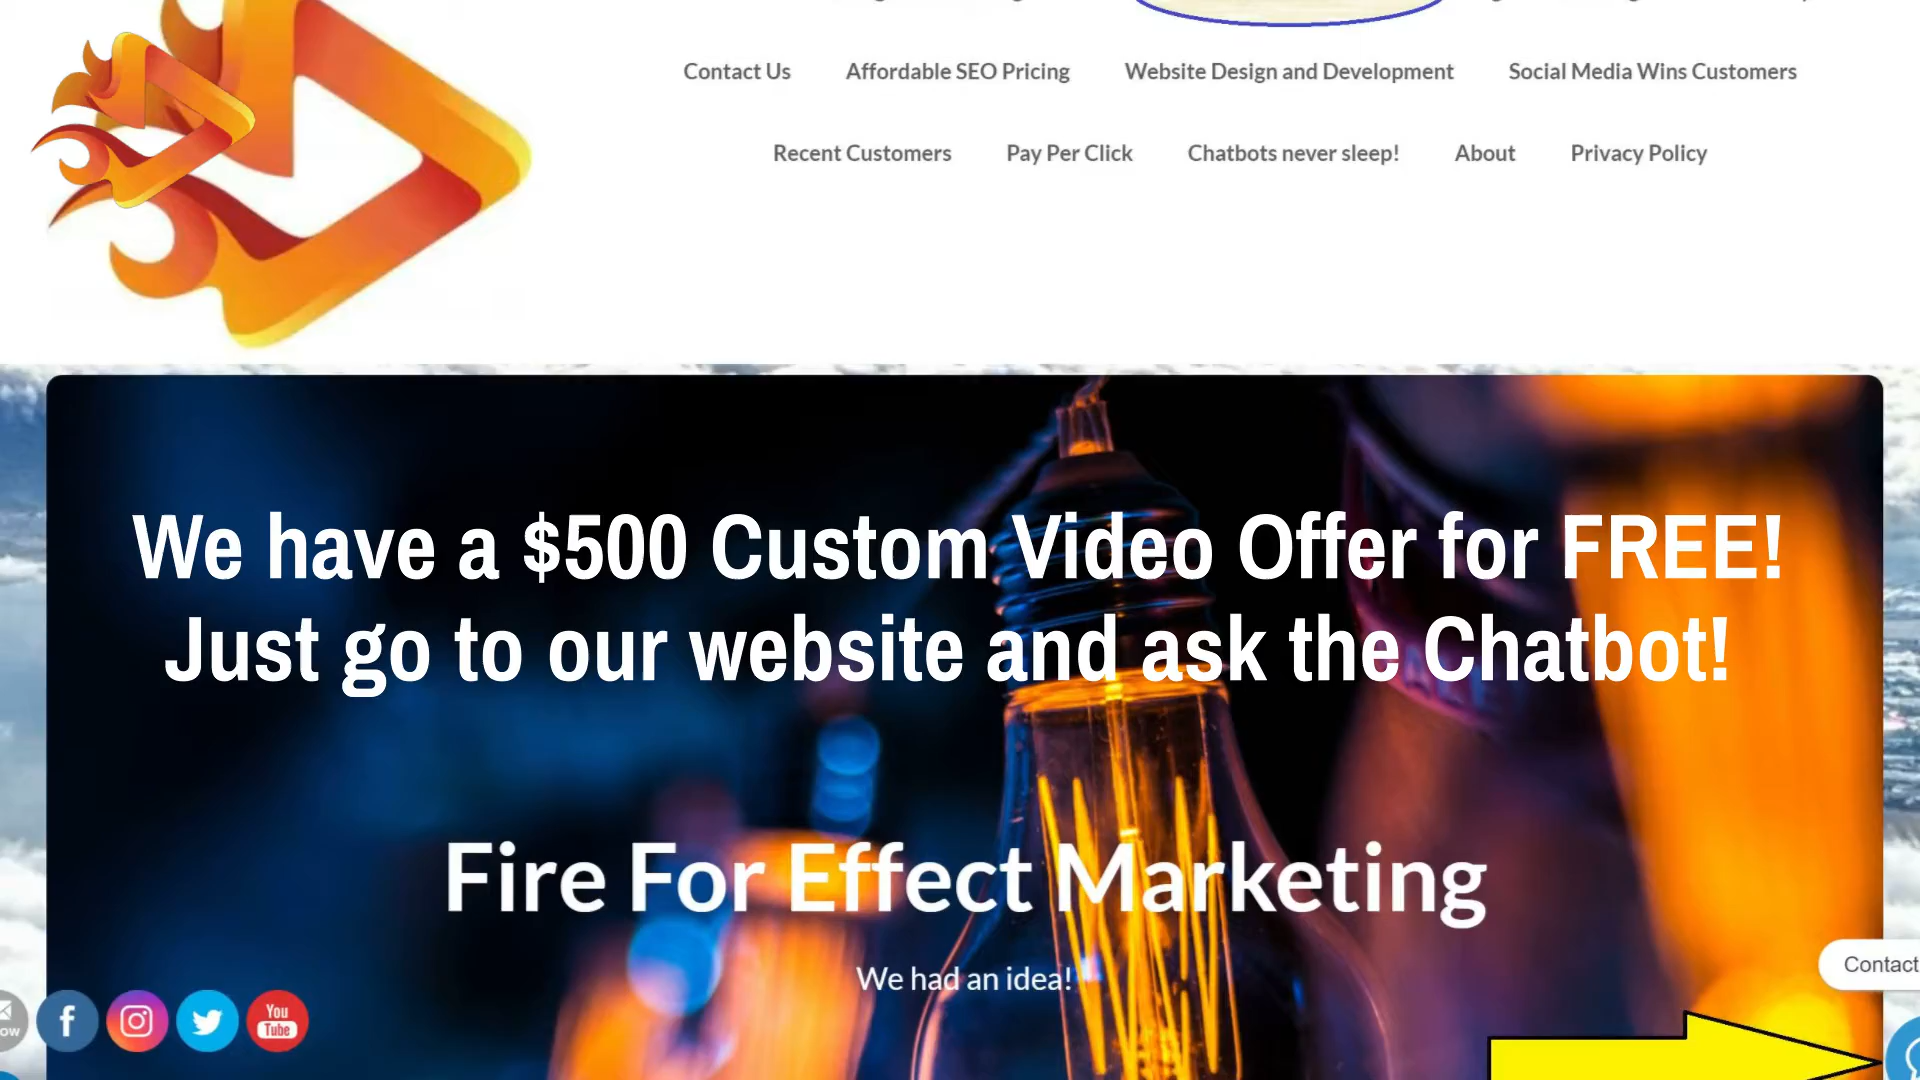 Contact Us Affordable SEO Pricing Website Design and Development Social Media Wins Customers
Recent Customers Pay Per Click Chatbots never sleep! About Privacy Policy
We have a $500 Custom Video Offer for FREE!
Just go to our website and ask the Chatbot!
Fire For Effect Marketing
We had an idea!
Contact
You
Tube